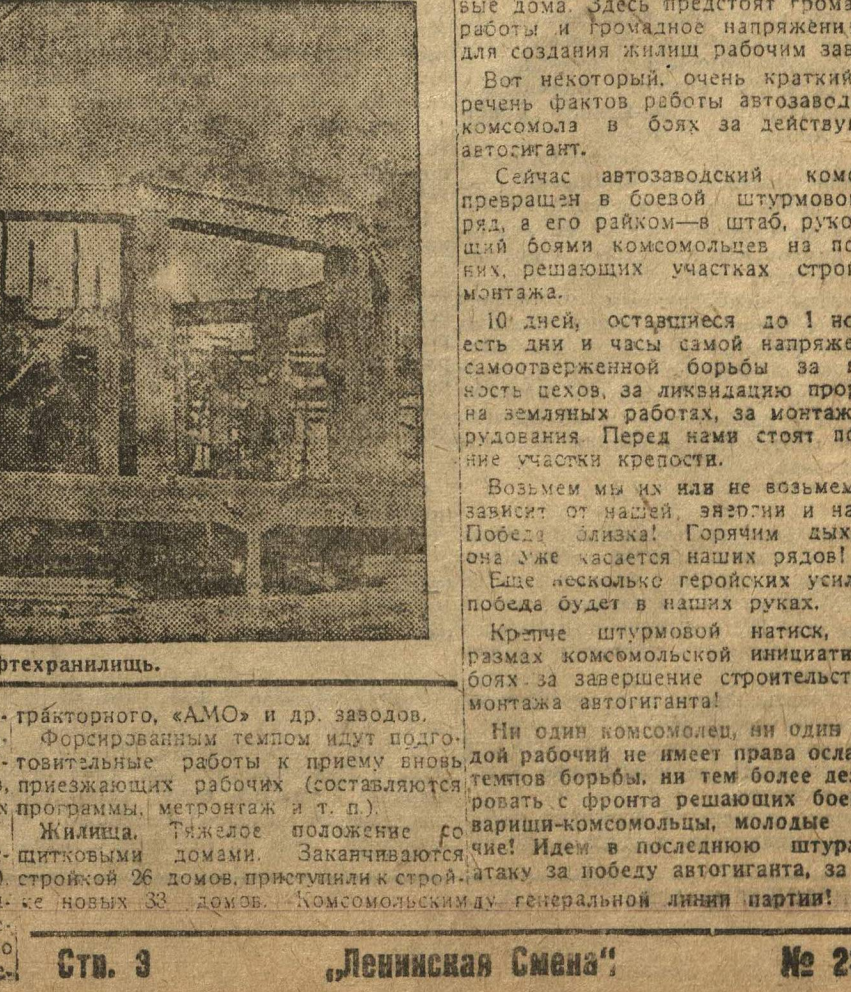 фтехранилищь.
- тракторного, «АМО» и др. заводов.
Форсированным темпом идут подго-
- товительные работы к приему вновь
, приезжающих рабочих (составляются
программы, метронтаж и т. п.).
Жилища. Тяжелое положение со
- щитковыми домами. Заканчиваются
стройкой 26 домов, приступили к строй-
ке новых 33 домов. Комсомольским
вые дома. Здесь предстоят грома
работы и громадное напряжени
для создания жилищ рабочим зав
Вот некоторый, очень краткий
речень фактов работы автозавод
комсомола в боях за действу
автогигант.
Сейчас автозаводский комс
превращен в боевой штурмово
ряд, а его райком—в штаб, руко
щий боями комсомольцев на по
них, решающих участках строи
монтажа.
10 дней, оставшиеся до 1 но
есть дни и часы самой напряже
самоотверженной борьбы за
ность цехов, за ликвидацию прор
на земляных работах, за монтаж
рудования. Перед нами стоят по
ние участки крепости.
Возьмем мы их или не возьмем
зависит от нашей, энергии и на
Победа близка! Горячим дых
она уже касается наших рядов!
Еще несколько геройских усил
победа будет в наших руках.
Крепче штурмовой натиск,
размах комсомольской инициати
боях за завершение строительст
монтажа автогиганта!
Ни один комсомолец, ни один
дой рабочий не имеет права осла
темпов борьбы, ни тем более де
ровать с фронта решающих бое
варищи-комсомольцы, молодые
чие! Идем в последнюю штур
атаку за победу автогиганта, за
ду генеральной линии партии!
Стр. 3 „Ленинская Смена“ № 2